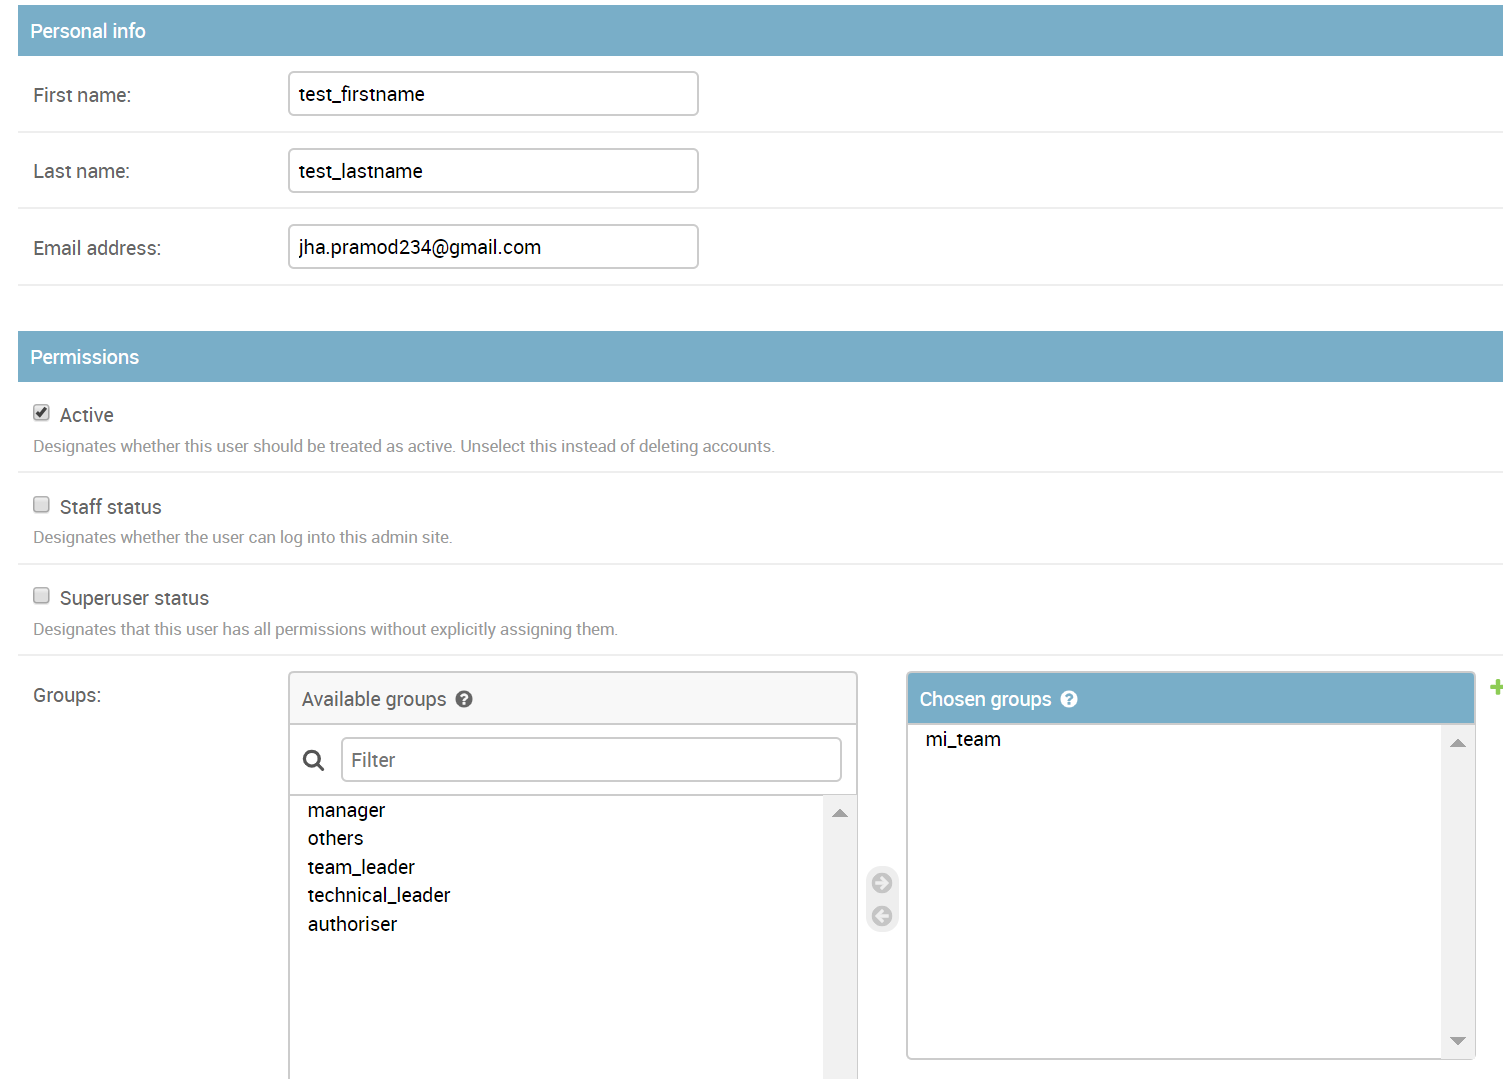 Personal info
First name: test_firstname
Last name: test_lastname
Email address: jha.pramod234@gmail.com
Permissions
Active
Designates whether this user should be treated as active. Unselect this instead of deleting accounts.
Staff status
Designates whether the user can log into this admin site.
Superuser status
Designates that this user has all permissions without explicitly assigning them.
Groups:
Available groups ?
Filter
manager
others
team_leader
technical_leader
authoriser
Chosen groups ?
mi_team